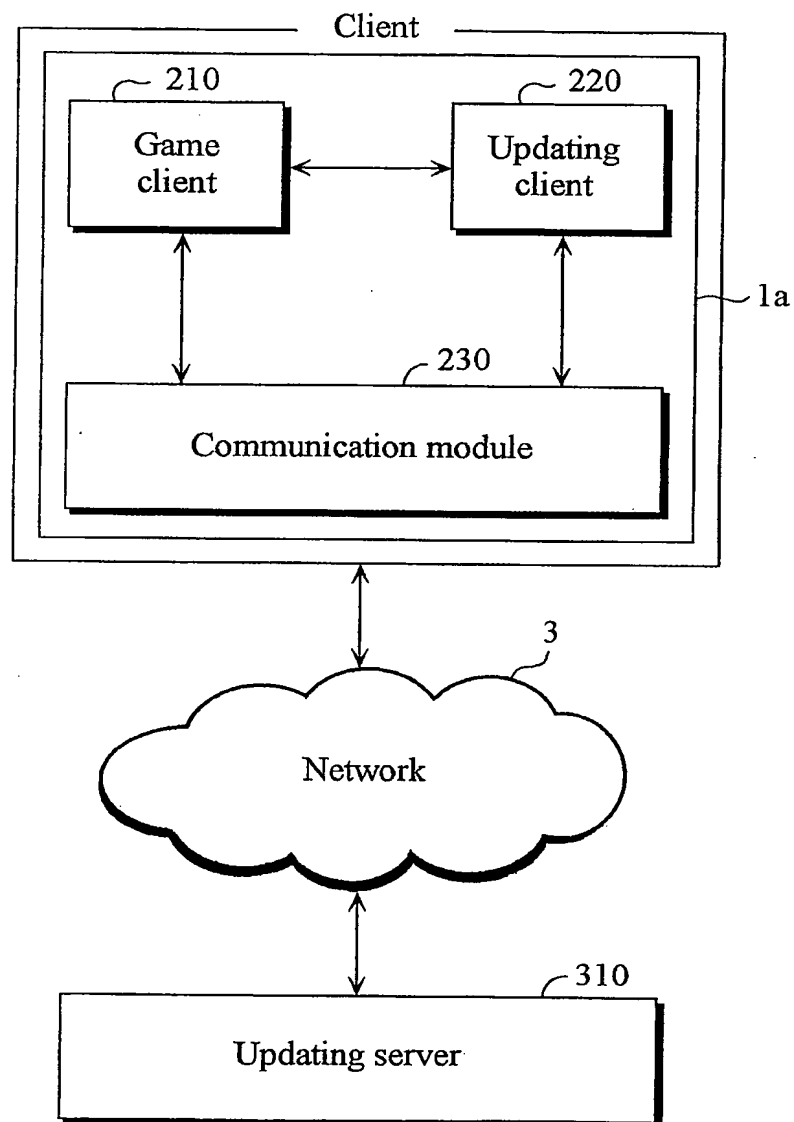 Client
210
220
Game
client
Updating
client
1a
230
Communication module
3
Network
310
Updating server